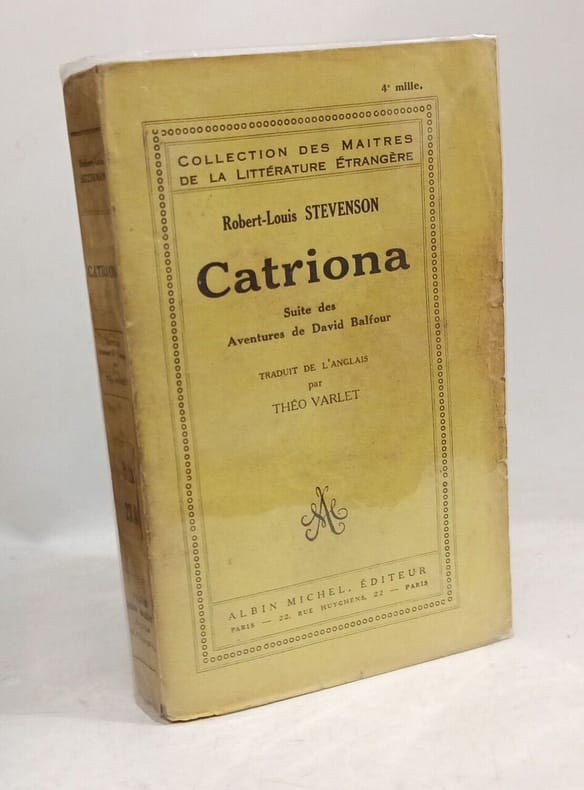 4e mille.
COLLECTION DES MAITRES
DE LA LITTÉRATURE ÉTRANGÈRE
Robert-Louis STEVENSON
Catriona
Suite des
Aventures de David Balfour
TRADUIT DE L'ANGLAIS
par
THÉO VARLET
ALBIN MICHEL, ÉDITEUR
PARIS — 22, RUE HUYGHENS, 22 — PARIS
CATRIONA